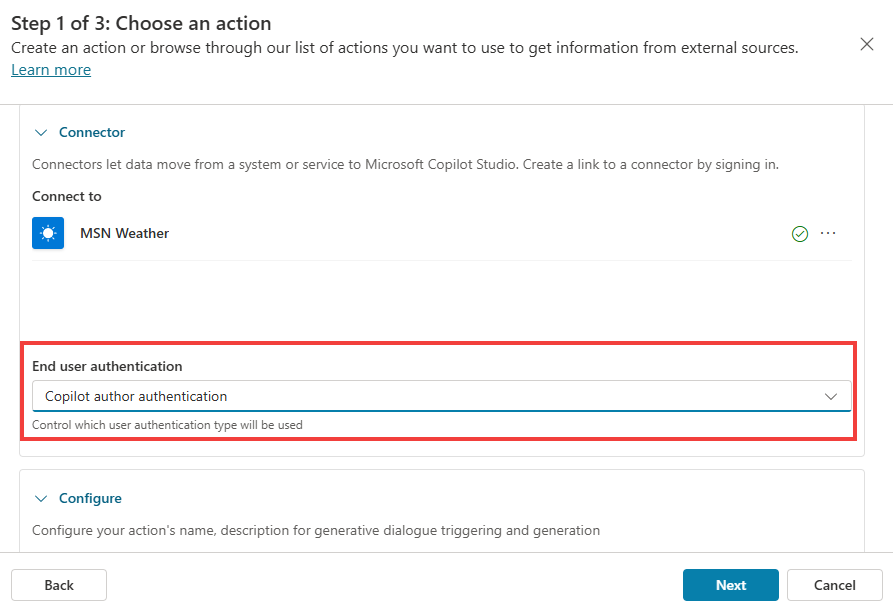 Step 1 of 3: Choose an action
Create an action or browse through our list of actions you want to use to get information from external sources.
Learn more
Connector
Connectors let data move from a system or service to Microsoft Copilot Studio. Create a link to a connector by signing in.
Connect to
MSN Weather
End user authentication
Copilot author authentication
Control which user authentication type will be used
Configure
Configure your action's name, description for generative dialogue triggering and generation
Back
Next
Cancel